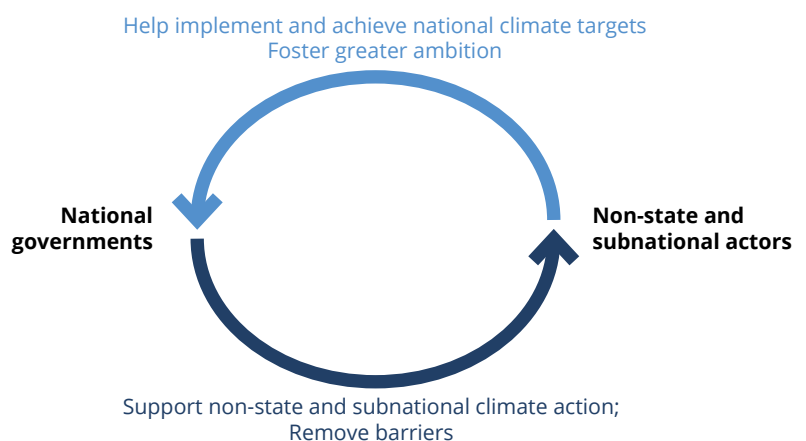 Help implement and achieve national climate targets
Foster greater ambition
National
governments
Non-state and
subnational actors
Support non-state and subnational climate action;
Remove barriers